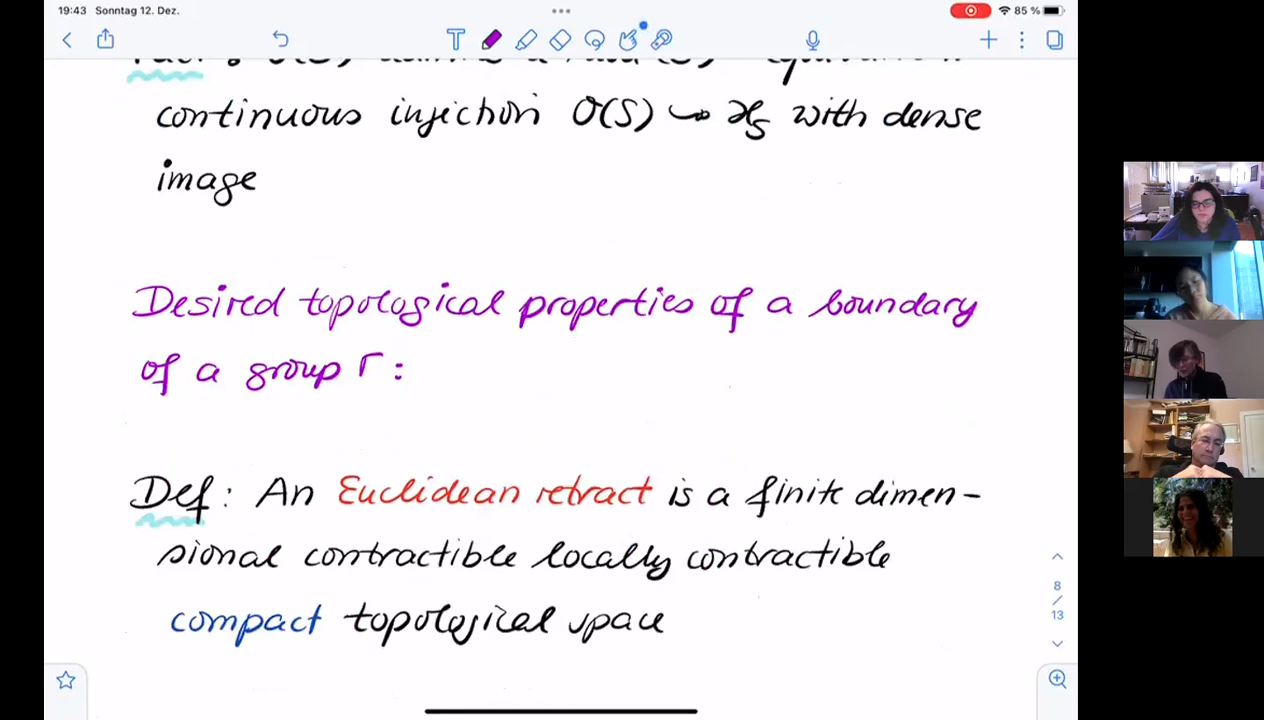 19:43 Sonntag 12. Dez.
85 %
continuous injection O(S) ↪ 𝒳S with dense
image
Desired topological properties of a boundary
of a group Γ :
Def : An Euclidean retract is a finite dimen-
sional contractible locally contractible
compact topological space
8
/
13